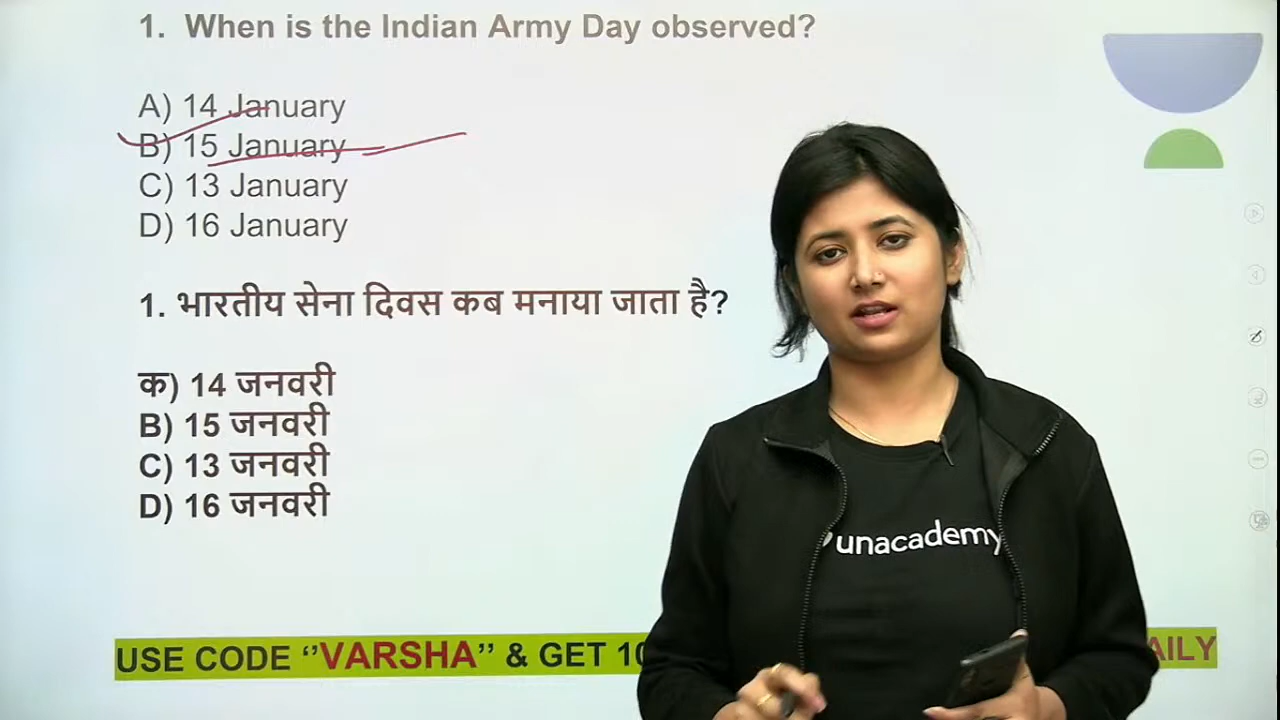 1. When is the Indian Army Day observed?
A) 14 January
B) 15 January
C) 13 January
D) 16 January
1. भारतीय सेना दिवस कब मनाया जाता है?
क) 14 जनवरी
B) 15 जनवरी
C) 13 जनवरी
D) 16 जनवरी
unacademy
USE CODE ‘‘VARSHA’’ & GET 10 AILY